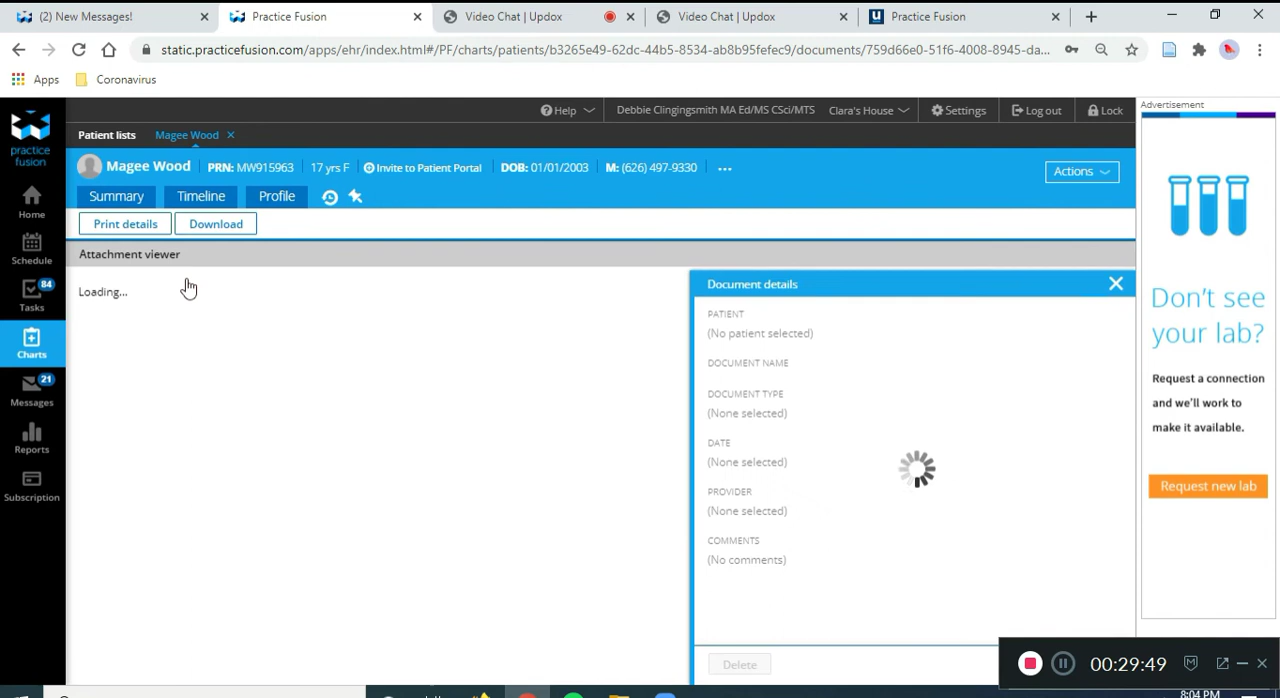 (2) New Messages!
Practice Fusion
Video Chat | Updox
Video Chat | Updox
Practice Fusion
static.practicefusion.com/apps/ehr/index.html#/PF/charts/patients/b3265e49-62dc-44b5-8534-ab8b95fefec9/documents/759d66e0-51f6-4008-8945-da...
Apps
Coronavirus
Help
Debbie Clingingsmith MA Ed/MS CSci/MTS
Clara's House
Settings
Log out
Lock
Advertisement
practice
fusion
Patient lists
Magee Wood
Magee Wood
PRN: MW915963
17 yrs F
Invite to Patient Portal
DOB: 01/01/2003
M: (626) 497-9330
...
Actions
Summary
Timeline
Profile
Print details
Download
Attachment viewer
Loading...
Home
Schedule
84
Tasks
Charts
21
Messages
Reports
Subscription
Document details
PATIENT
(No patient selected)
DOCUMENT NAME
DOCUMENT TYPE
(None selected)
DATE
(None selected)
PROVIDER
(None selected)
COMMENTS
(No comments)
Delete
Don't see
your lab?
Request a connection
and we'll work to
make it available.
Request new lab
00:29:49
8:04 PM